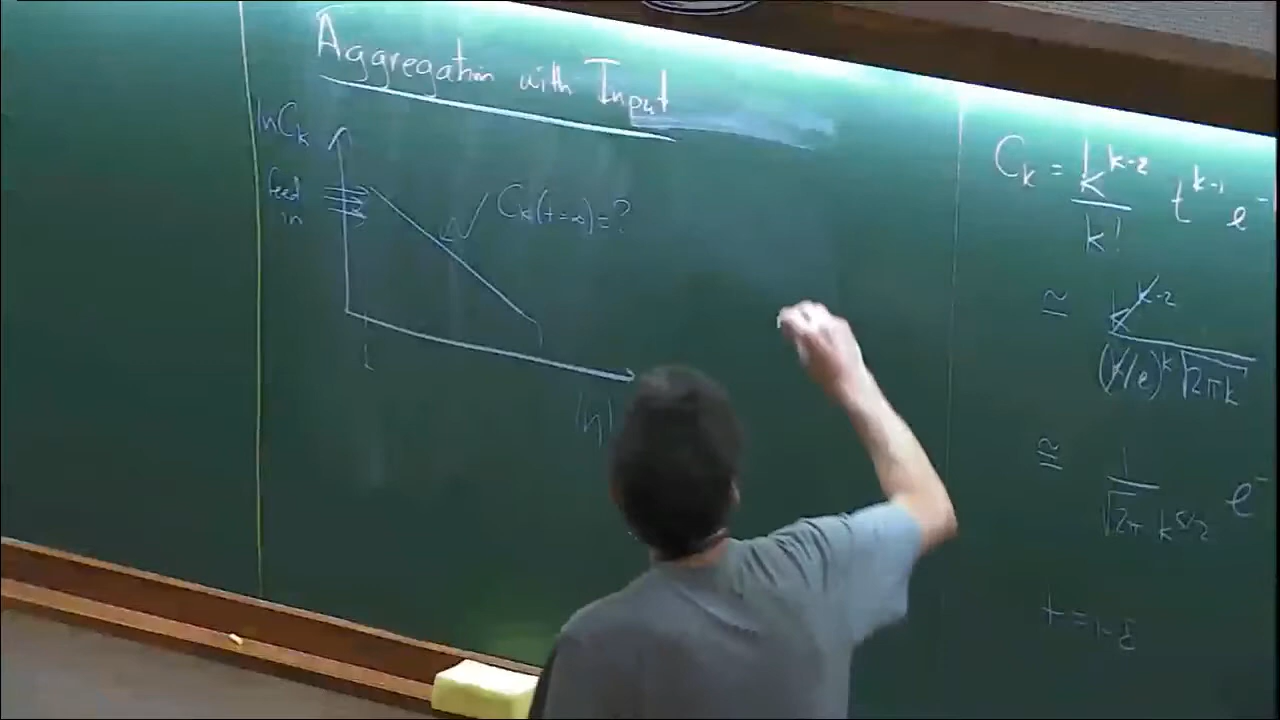 Aggregation with Input
ln Ck
feed
in
Ck(t=∞)=?
1
Ck = k^k-2 / k! t^k-1 e^-
≅ k^k-2 / (k/e)^k √2πk
≅ 1 / √2π k^5/2 e^-
t=1-δ